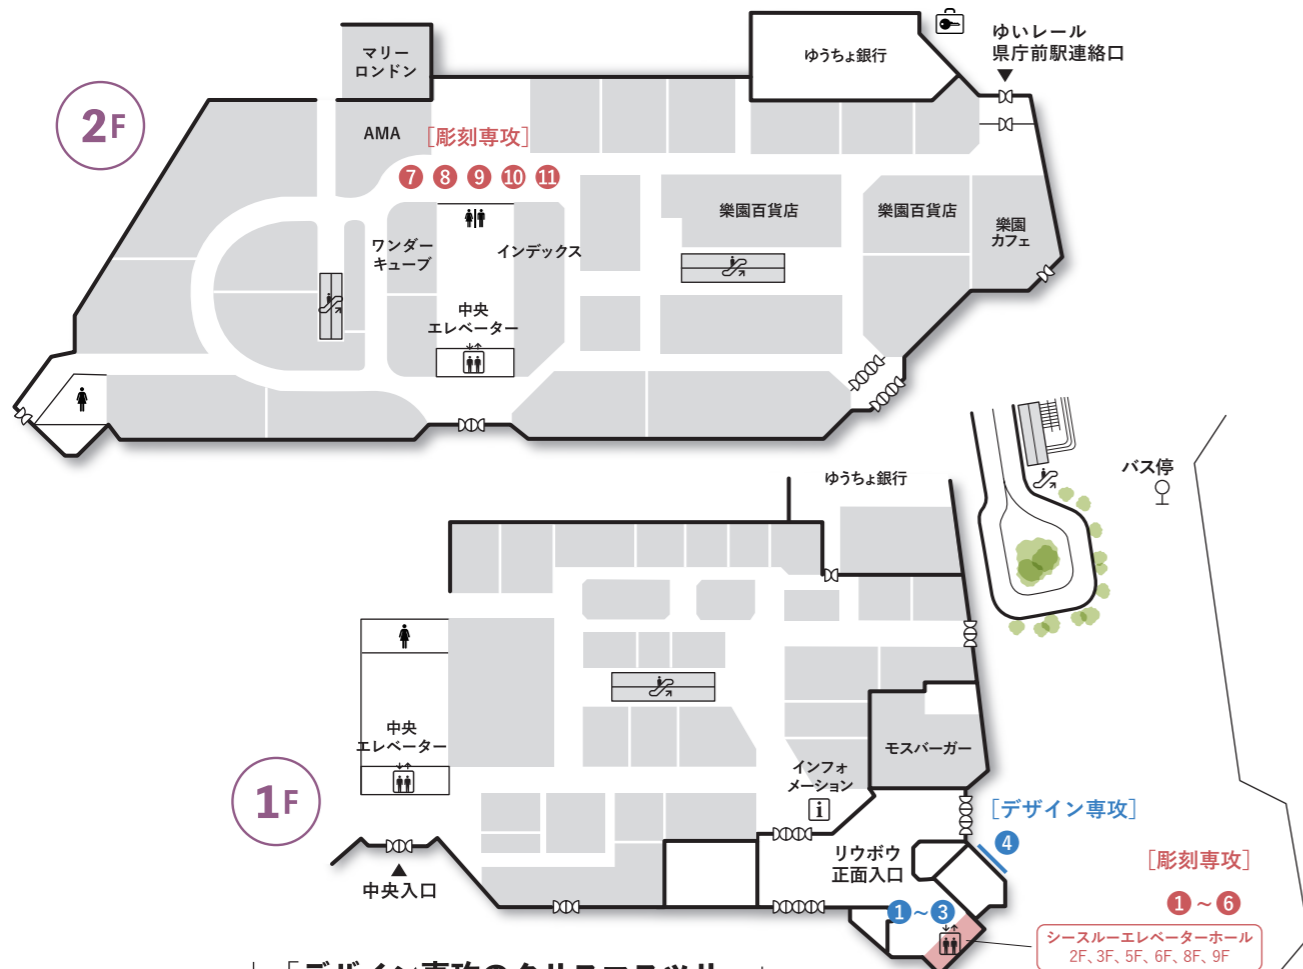 2F
マリー
ロンドン
ゆうちょ銀行
ゆいレール
県庁前駅連絡口
AMA
[彫刻専攻]
7 8 9 10 11
ワンダー
キューブ
インデックス
樂園百貨店
樂園百貨店
樂園
カフェ
中央
エレベーター
バス停
ゆうちょ銀行
1F
中央
エレベーター
モスバーガー
インフォ
メーション
i
[デザイン専攻]
4
リウボウ
正面入口
中央入口
1～3
[彫刻専攻]
1～6
シースルーエレベーターホール
2F、3F、5F、6F、8F、9F